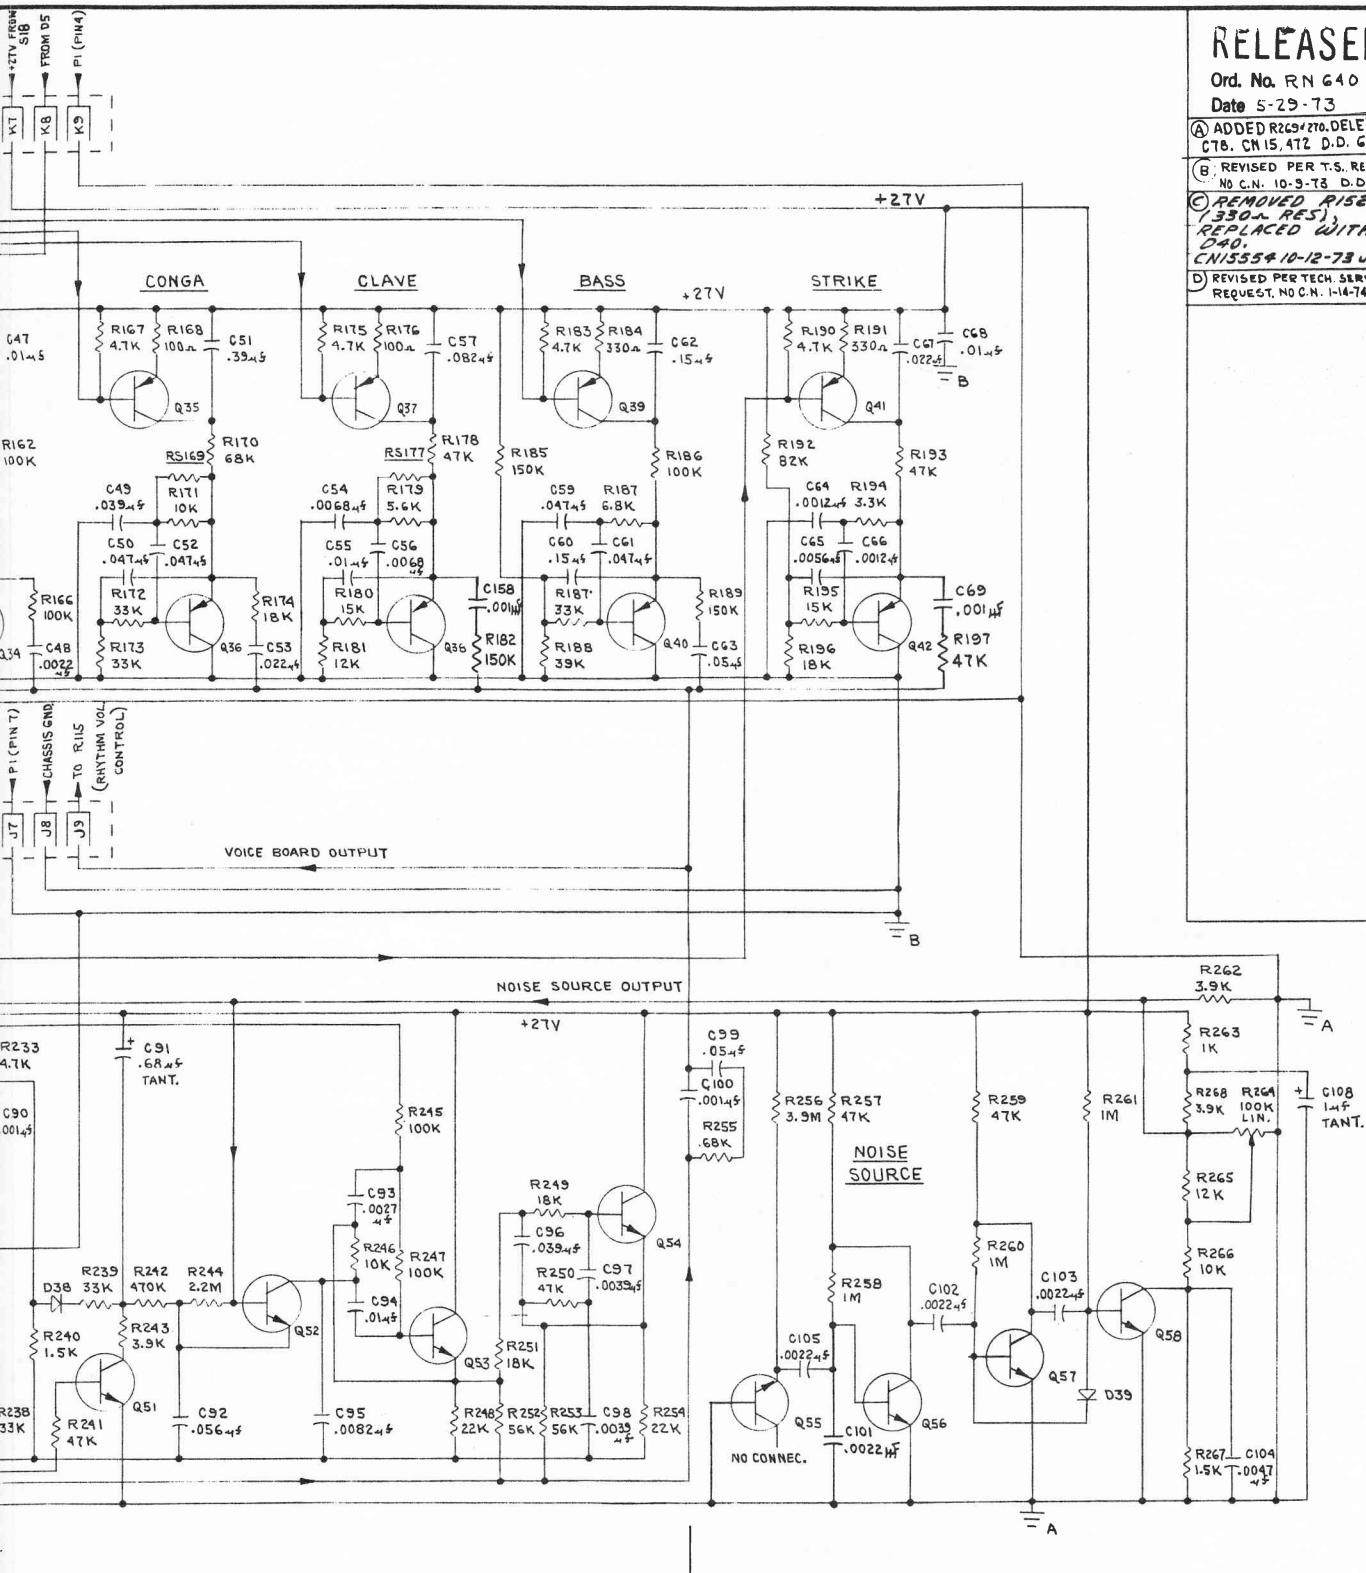 +27V FROM
S18
FROM D5
P1 (PIN4)
K7
K8
K9
RELEASE
Ord. No. RN 640
Date 5-29-73
A ADDED R269&270. DELE
C78. CN 15,472 D.D. 6
B REVISED PER T.S. RE
NO C.N. 10-9-73 D.D
C REMOVED R152
(330Ω RES),
REPLACED WITH
D40.
CN15554 10-12-73
D REVISED PER TECH. SERV
REQUEST. NO C.N. 1-14-74
+27V
CONGA
CLAVE
BASS
+27V
STRIKE
C47
.01µf
R167
4.7K
R168
100Ω
C51
.39µf
R175
4.7K
R176
100Ω
C57
.082µf
R183
4.7K
R184
330Ω
C62
.15µf
R190
4.7K
R191
330Ω
C67
.022µf
C68
.01µf
B
Q35
Q37
Q39
Q41
R162
100K
RS169
R170
68K
RS177
R178
47K
R185
150K
R186
100K
R192
82K
R193
47K
C49
.039µf
R171
10K
C54
.0068µf
R179
5.6K
C59
.047µf
R187
6.8K
C64
.0012µf
R194
3.3K
C50
.047µf
C52
.047µf
C55
.01µf
C56
.0068
µf
C60
.15µf
C61
.047µf
C65
.0056µf
C66
.0012µf
R166
100K
R172
33K
R174
18K
R180
15K
C158
.001µf
R187
33K
R189
150K
R195
15K
C69
.001µf
Q34
C48
.0022
µf
R173
33K
Q36
C53
.022µf
R181
12K
Q36
R182
150K
R188
39K
Q40
C63
.05µf
R196
18K
Q42
R197
47K
P1 (PIN 7)
CHASSIS GND
TO R115
(RHYTHM VOL
CONTROL)
J7
J8
J9
VOICE BOARD OUTPUT
B
NOISE SOURCE OUTPUT
+27V
R262
3.9K
A
R233
4.7K
C91
.68µf
TANT.
+
C99
.05µf
C100
.001µf
R255
.68K
R263
1K
C90
.001µf
R245
100K
R256
3.9M
R257
47K
R259
47K
R261
1M
R268
3.9K
R264
100K
LIN.
+
C108
1µf
TANT.
NOISE
SOURCE
C93
.0027
µf
R249
18K
C96
.039µf
Q54
R265
12K
R246
10K
R247
100K
R250
47K
C97
.0039µf
R260
1M
R266
10K
D38
R239
33K
R242
470K
R244
2.2M
C94
.01µf
R258
1M
C102
.0022µf
C103
.0022µf
Q52
Q58
R240
1.5K
R243
3.9K
Q53
R251
18K
C105
.0022µf
Q57
D39
R238
33K
R241
47K
Q51
C92
.056µf
C95
.0082µf
R248
22K
R252
56K
R253
56K
C98
.0039
µf
R254
22K
Q55
NO CONNEC.
C101
.0022µf
Q56
R267
1.5K
C104
.0047
µf
A